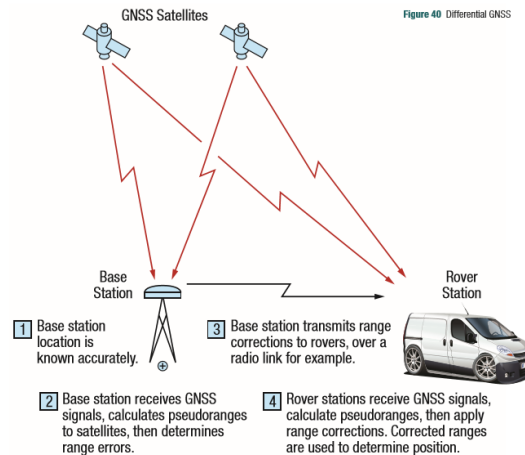 GNSS Satellites
Figure 40 Differential GNSS
Base
Station
Rover
Station
1 Base station
location is
known accurately.
3 Base station transmits range
corrections to rovers, over a
radio link for example.
2 Base station receives GNSS
signals, calculates pseudoranges
to satellites, then determines
range errors.
4 Rover stations receive GNSS signals,
calculate pseudoranges, then apply
range corrections. Corrected ranges
are used to determine position.